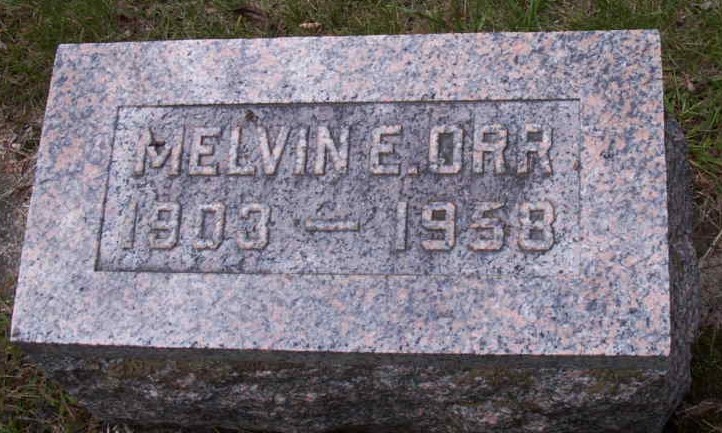 MELVIN E. ORR
1903 — 1958